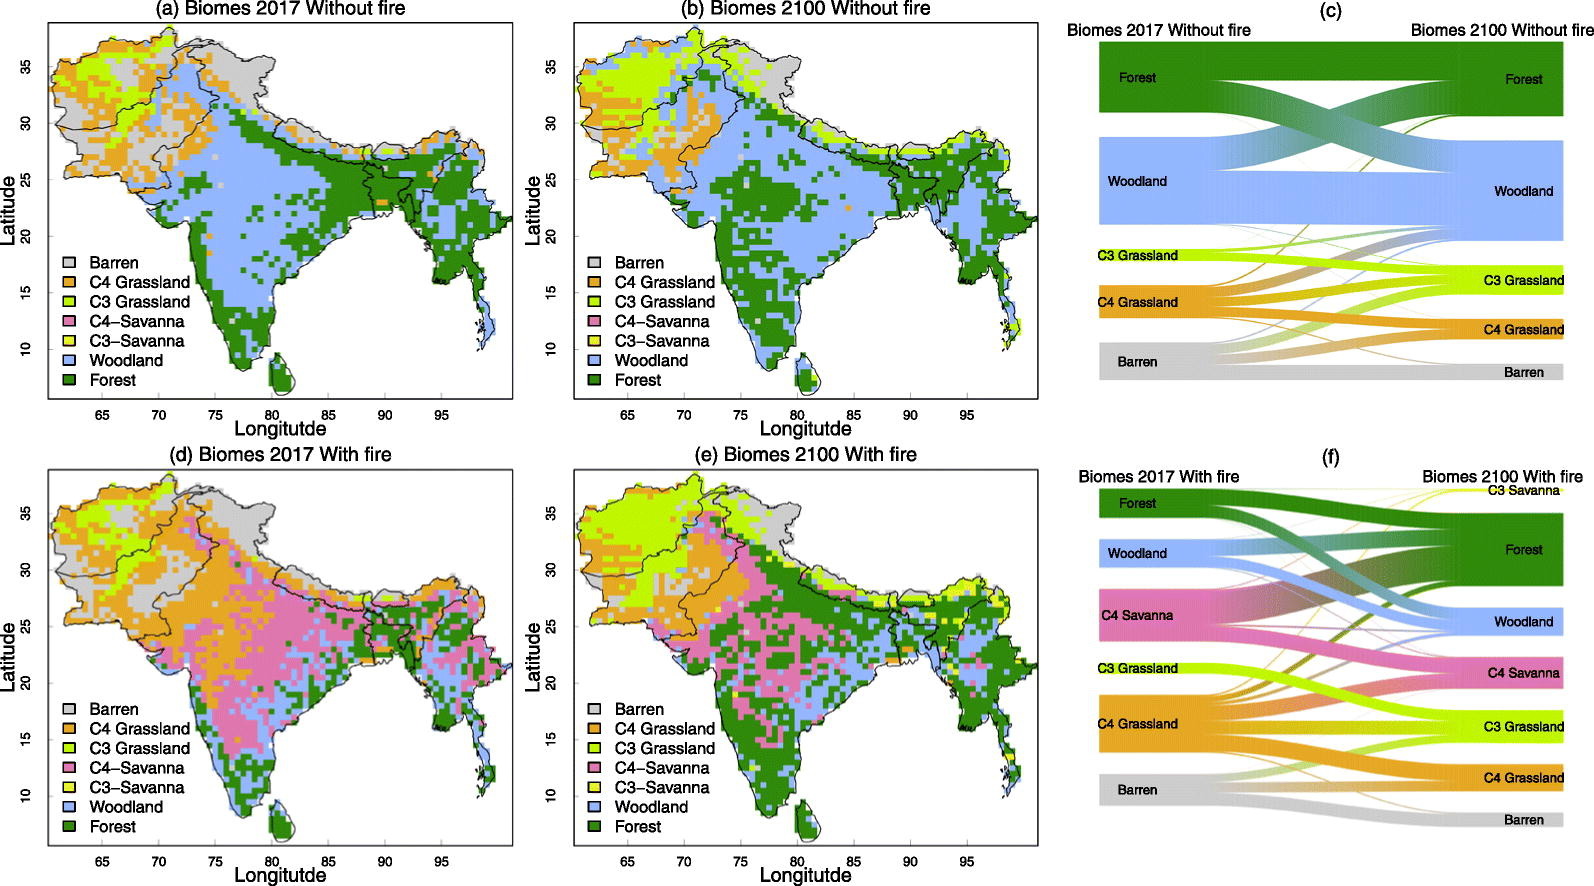 (a) Biomes 2017 Without fire
Latitude
35
30
25
20
15
10
Barren
C4 Grassland
C3 Grassland
C4−Savanna
C3−Savanna
Woodland
Forest
65 70 75 80 85 90 95
Longitutde
(b) Biomes 2100 Without fire
Latitude
35
30
25
20
15
10
Barren
C4 Grassland
C3 Grassland
C4−Savanna
C3−Savanna
Woodland
Forest
65 70 75 80 85 90 95
Longitutde
(c)
Biomes 2017 Without fire
Biomes 2100 Without fire
Forest
Woodland
C3 Grassland
C4 Grassland
Barren
Forest
Woodland
C3 Grassland
C4 Grassland
Barren
(d) Biomes 2017 With fire
Latitude
35
30
25
20
15
10
Barren
C4 Grassland
C3 Grassland
C4−Savanna
C3−Savanna
Woodland
Forest
65 70 75 80 85 90 95
Longitutde
(e) Biomes 2100 With fire
Latitude
35
30
25
20
15
10
Barren
C4 Grassland
C3 Grassland
C4−Savanna
C3−Savanna
Woodland
Forest
65 70 75 80 85 90 95
Longitutde
(f)
Biomes 2017 With fire
Biomes 2100 With fire
Forest
Woodland
C4 Savanna
C3 Grassland
C4 Grassland
Barren
C3 Savanna
Forest
Woodland
C4 Savanna
C3 Grassland
C4 Grassland
Barren